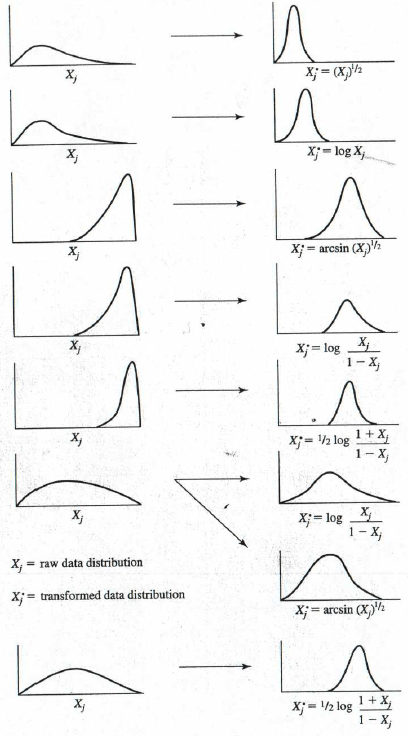 Xj
Xj* = (Xj)^1/2
Xj
Xj* = log Xj
Xj
Xj* = arcsin (Xj)^1/2
Xj
Xj* = log Xj / 1 − Xj
Xj
Xj* = 1/2 log 1 + Xj / 1 − Xj
Xj
Xj* = log Xj / 1 − Xj
Xj = raw data distribution
Xj* = transformed data distribution
Xj* = arcsin (Xj)^1/2
Xj
Xj* = 1/2 log 1 + Xj / 1 − Xj